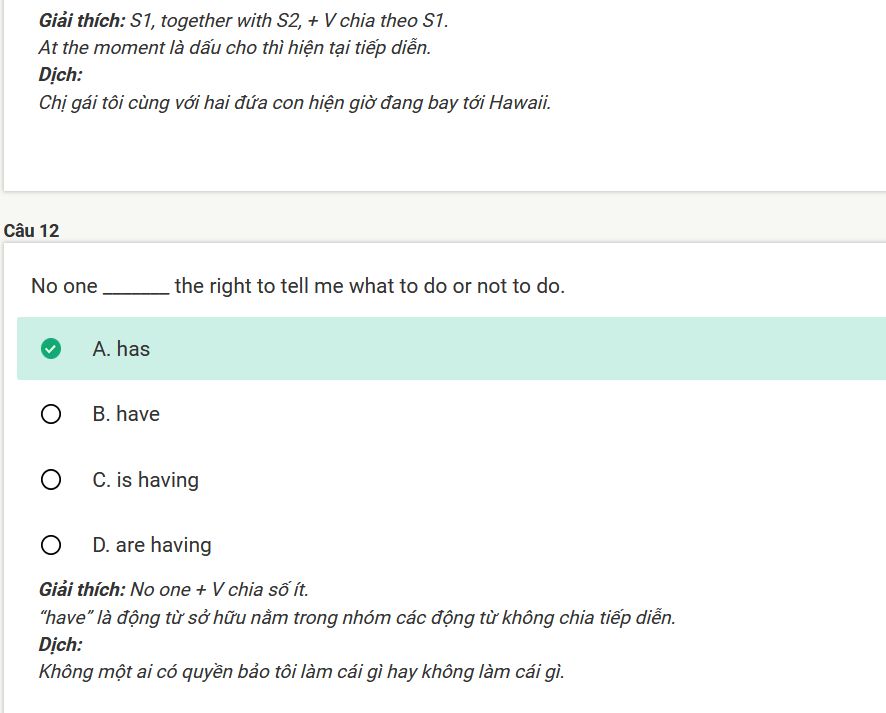 Giải thích: S1, together with S2, + V chia theo S1.
At the moment là dấu cho thì hiện tại tiếp diễn.
Dịch:
Chị gái tôi cùng với hai đứa con hiện giờ đang bay tới Hawaii.
Câu 12
No one _______ the right to tell me what to do or not to do.
A. has
B. have
C. is having
D. are having
Giải thích: No one + V chia số ít.
“have” là động từ sở hữu nằm trong nhóm các động từ không chia tiếp diễn.
Dịch:
Không một ai có quyền bảo tôi làm cái gì hay không làm cái gì.